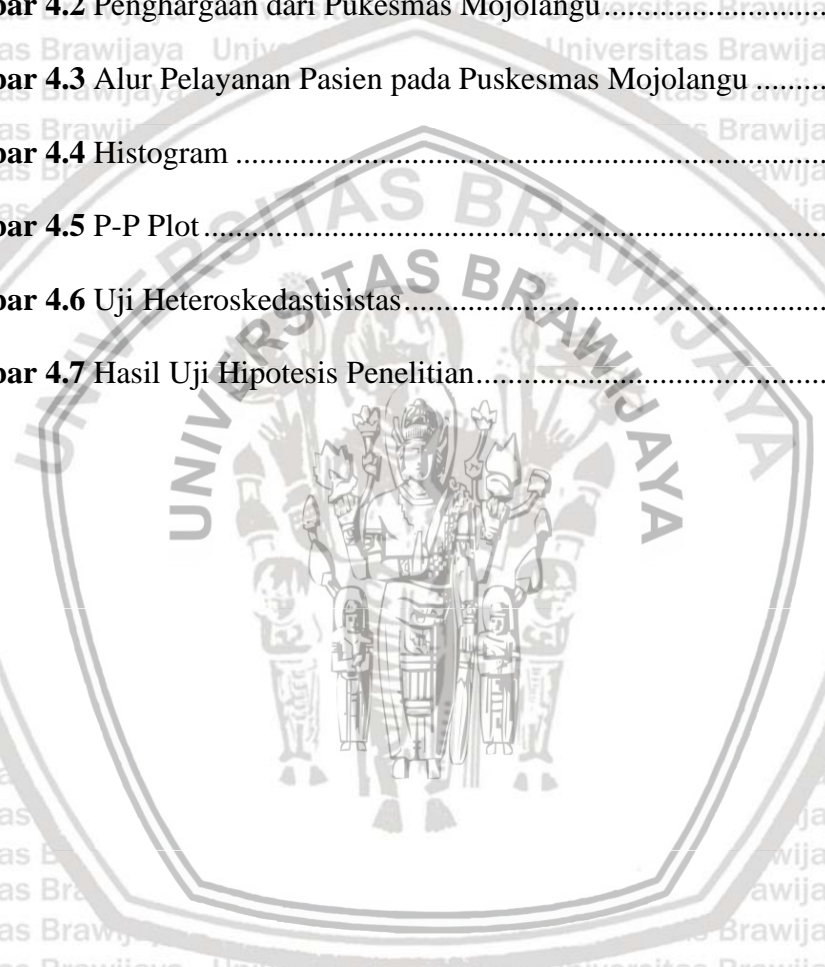 bar 4.2 Penghargaan dari Pukesmas Mojolangu
bar 4.3 Alur Pelayanan Pasien pada Puskesmas Mojolangu
bar 4.4 Histogram
bar 4.5 P-P Plot
bar 4.6 Uji Heteroskedastisistas
bar 4.7 Hasil Uji Hipotesis Penelitian
UNIVERSITAS BRAWIJAYA
UNIVERSITAS BRAWIJAYA